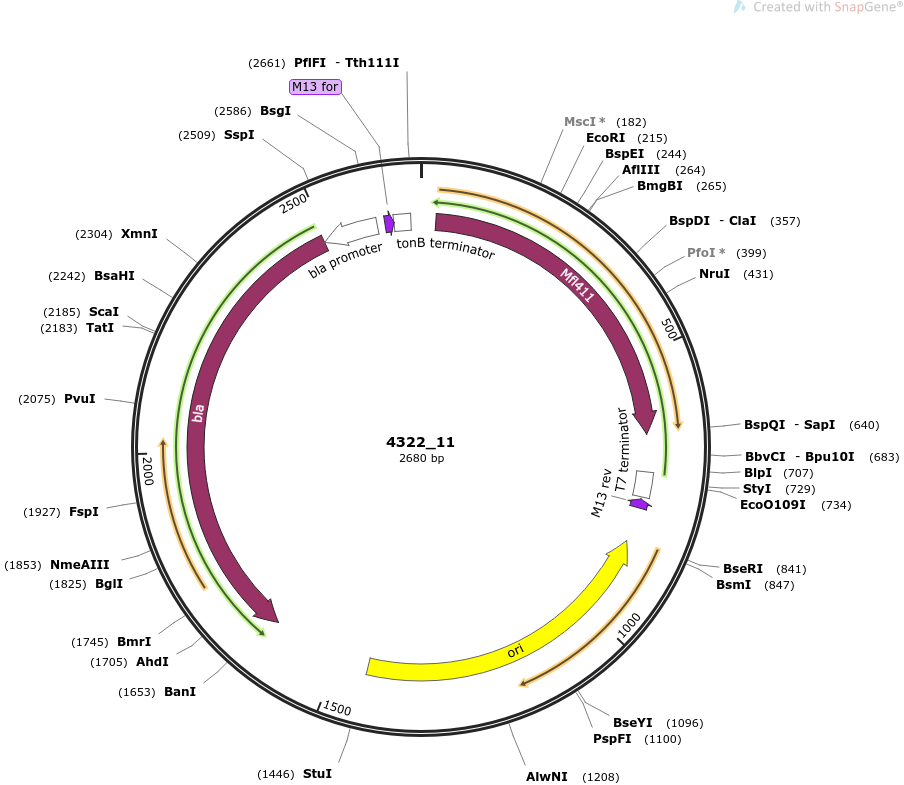 Created with SnapGene®
(2661) PflFI - Tth111I
M13 for
(2586) BsgI
(2509) SspI
MscI * (182)
EcoRI (215)
BspEI (244)
AflIII (264)
BmgBI (265)
BspDI - ClaI (357)
PfoI * (399)
NruI (431)
2500
(2304) XmnI
(2242) BsaHI
(2185) ScaI
(2183) TatI
(2075) PvuI
bla promoter
tonB terminator
Mfl411
500
bla
4322_11
2680 bp
T7 terminator
M13 rev
BspQI - SapI (640)
BbvCI - Bpu10I (683)
BlpI (707)
StyI (729)
EcoO109I (734)
2000
(1927) FspI
(1853) NmeAIII
(1825) BglI
BseRI (841)
BsmI (847)
1000
ori
(1745) BmrI
(1705) AhdI
(1653) BanI
1500
BseYI (1096)
PspFI (1100)
(1446) StuI
AlwNI (1208)